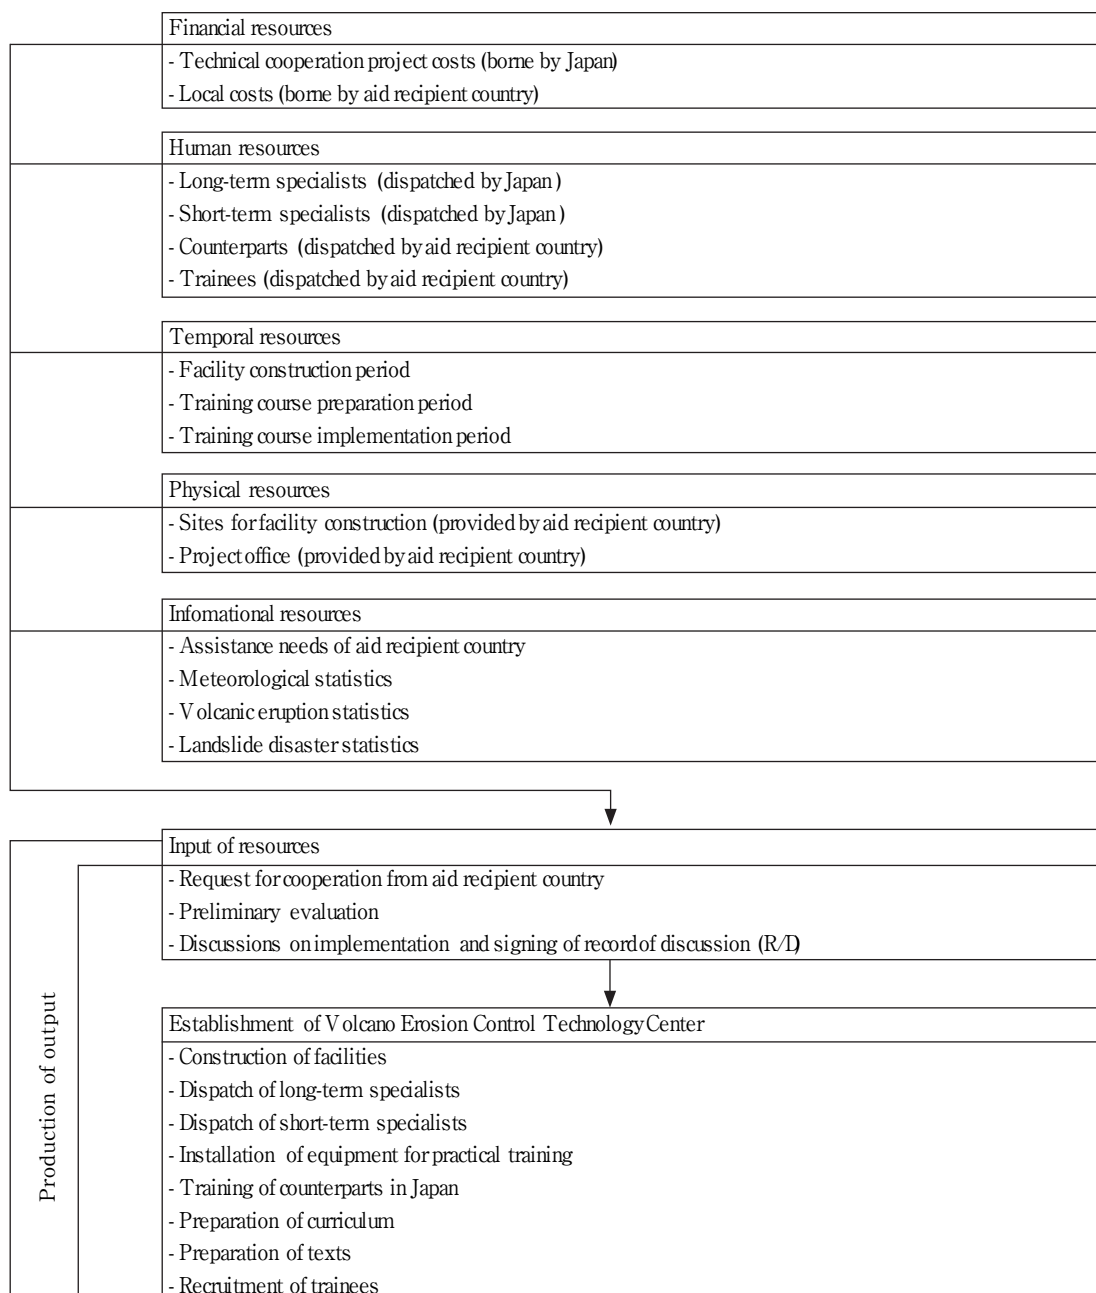 Financial resources
- Technical cooperation project costs (borne by Japan)
- Local costs (borne by aid recipient country)
Human resources
- Long-term specialists (dispatched by Japan)
- Short-term specialists (dispatched by Japan)
- Counterparts (dispatched by aid recipient country)
- Trainees (dispatched by aid recipient country)
Temporal resources
- Facility construction period
- Training course preparation period
- Training course implementation period
Physical resources
- Sites for facility construction (provided by aid recipient country)
- Project office (provided by aid recipient country)
Infomational resources
- Assistance needs of aid recipient country
- Meteorological statistics
- Volcanic eruption statistics
- Landslide disaster statistics
Input of resources
- Request for cooperation from aid recipient country
- Preliminary evaluation
- Discussions on implementation and signing of record of discussion (R/D)
Production of output
Establishment of Volcano Erosion Control Technology Center
- Construction of facilities
- Dispatch of long-term specialists
- Dispatch of short-term specialists
- Installation of equipment for practical training
- Training of counterparts in Japan
- Preparation of curriculum
- Preparation of texts
- Recruitment of trainees